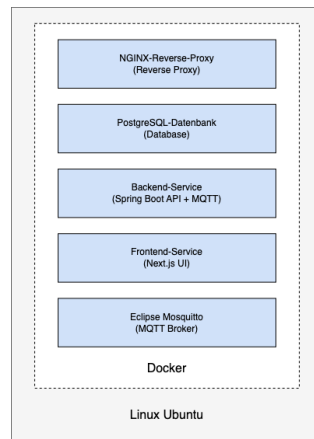 NGINX-Reverse-Proxy
(Reverse Proxy)
PostgreSQL-Datenbank
(Database)
Backend-Service
(Spring Boot API + MQTT)
Frontend-Service
(Next.js UI)
Eclipse Mosquitto
(MQTT Broker)
Docker
Linux Ubuntu